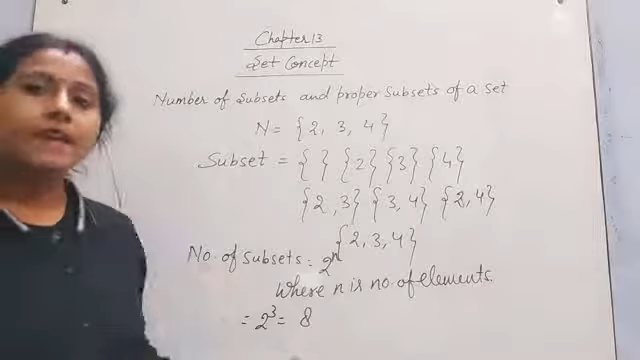 Chapter 13
Set Concept
Number of Subsets and proper Subsets of a set
N = {2, 3, 4}
Subset = { } {2} {3} {4}
{2, 3} {3, 4} {2, 4}
{2, 3, 4}
No. of subsets = 2ⁿ
Where n is no. of elements.
= 2³ = 8